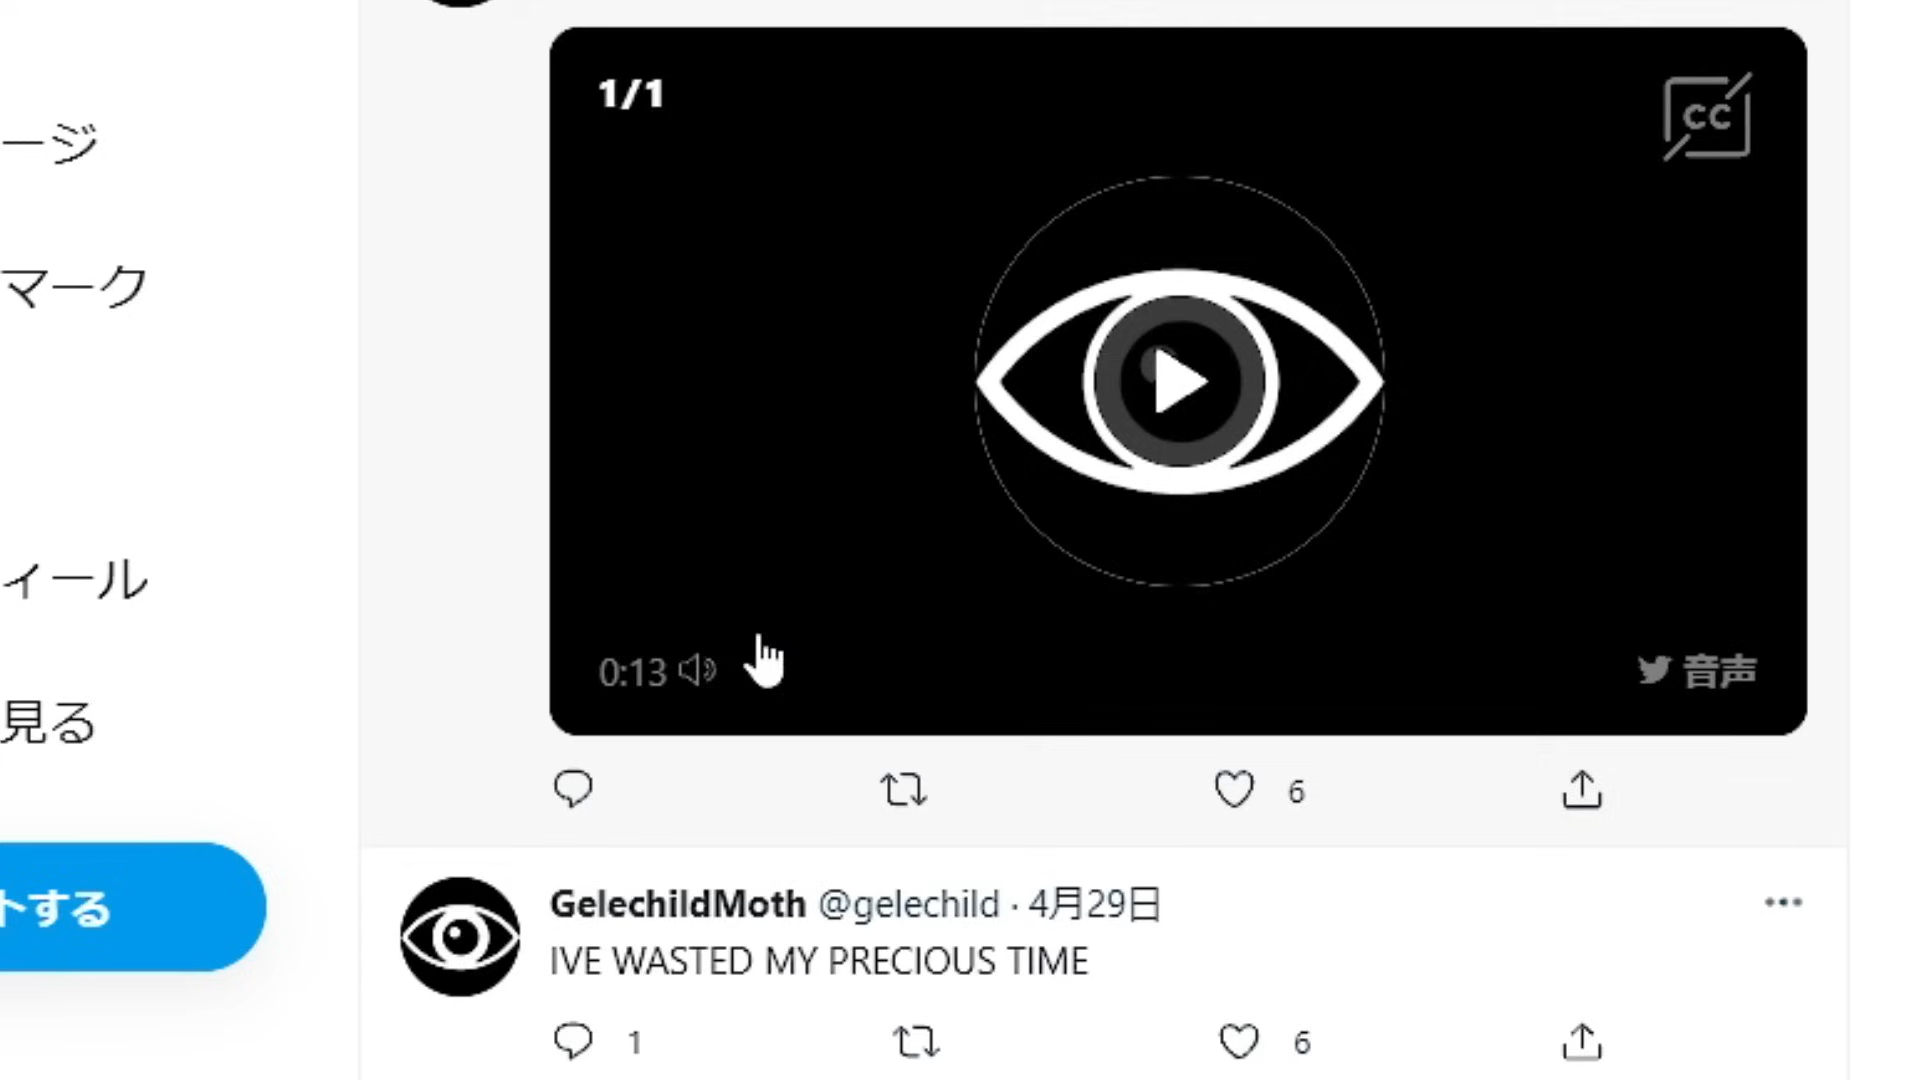 ージ
マーク
ィール
見る
トする
1/1
CC
0:13
音声
6
GelechildMoth @gelechild · 4月29日
IVE WASTED MY PRECIOUS TIME
1
6